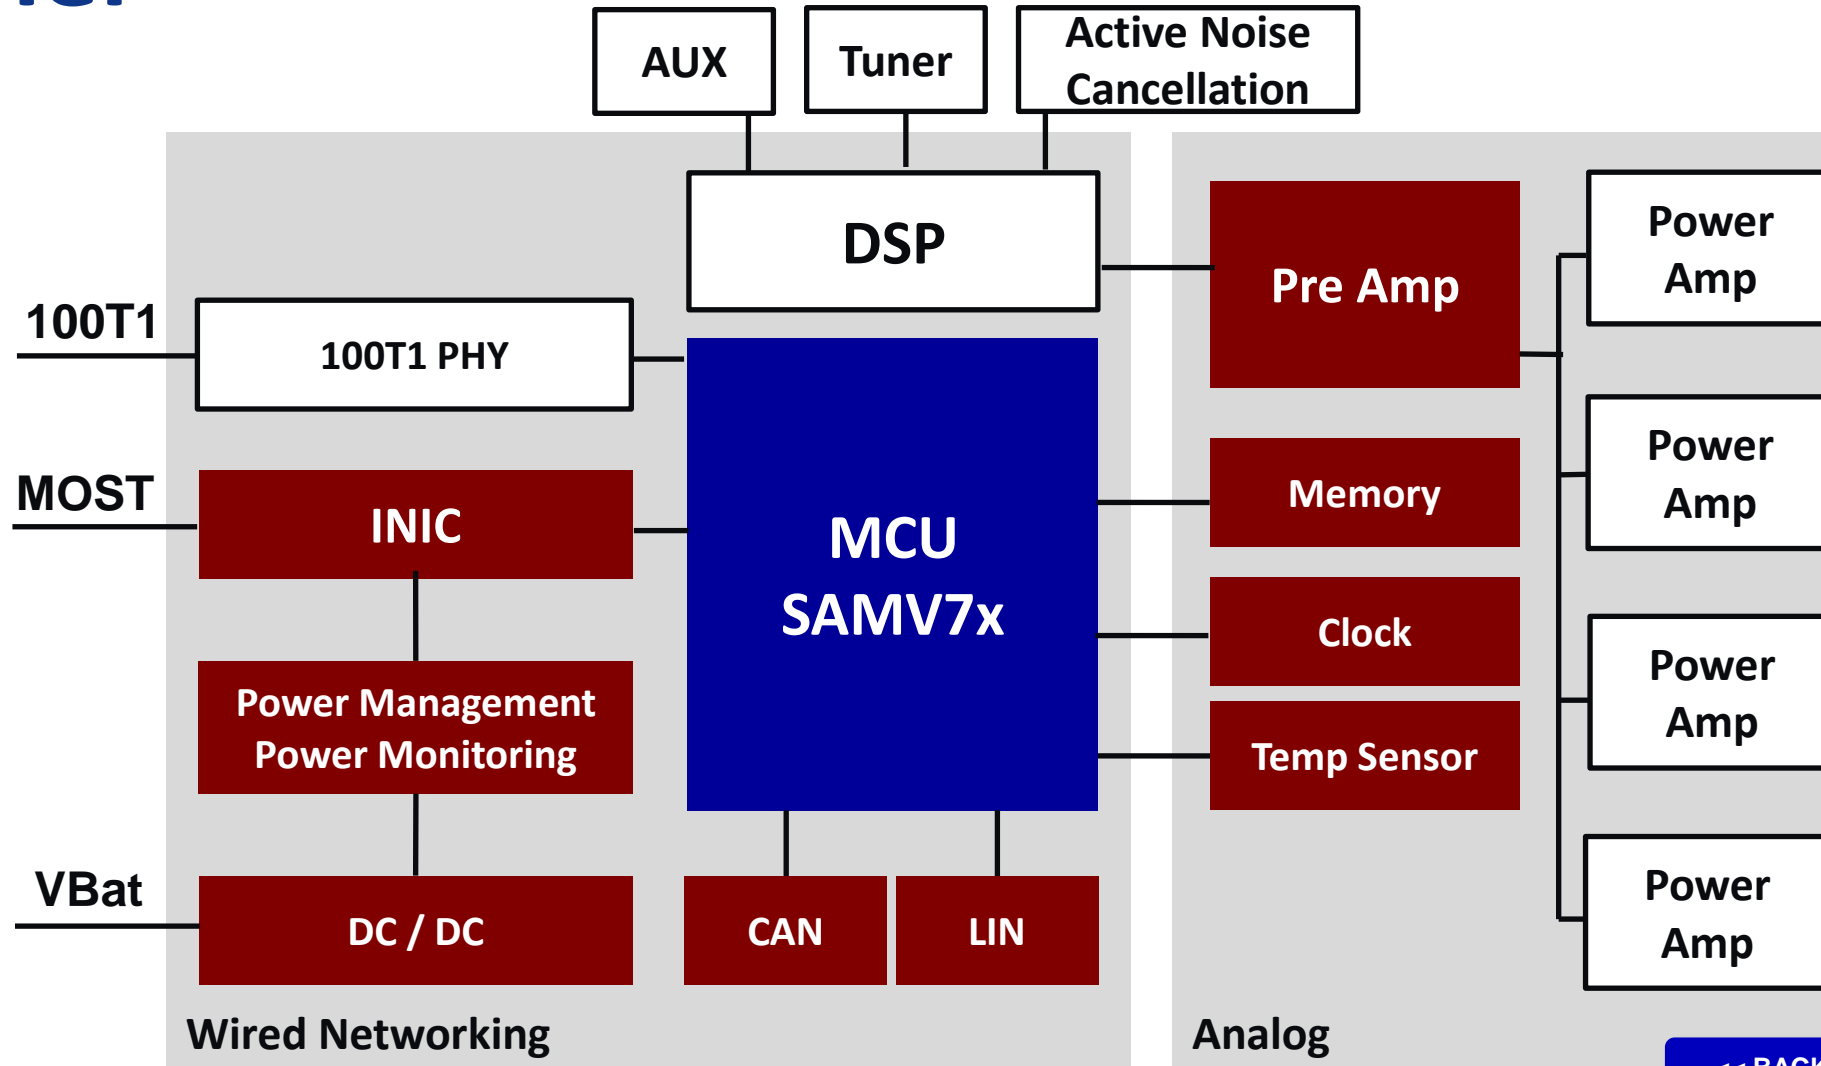 AUX
Tuner
Active Noise
Cancellation
DSP
Pre Amp
Power
Amp
100T1
100T1 PHY
MOST
INIC
MCU
SAMV7x
Memory
Power
Amp
Clock
Power Management
Power Monitoring
Temp Sensor
Power
Amp
VBat
DC / DC
CAN
LIN
Power
Amp
Wired Networking
Analog